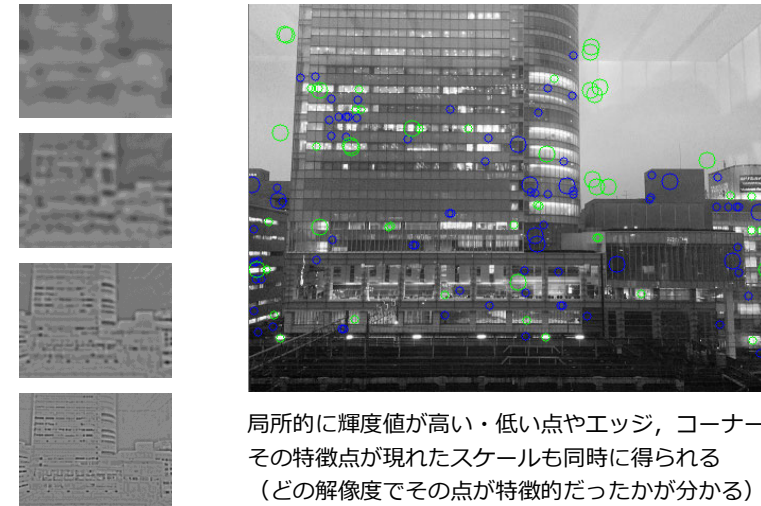 局所的に輝度値が高い・低い点やエッジ，コーナー
その特徴点が現れたスケールも同時に得られる
（どの解像度でその点が特徴的だったかが分かる）